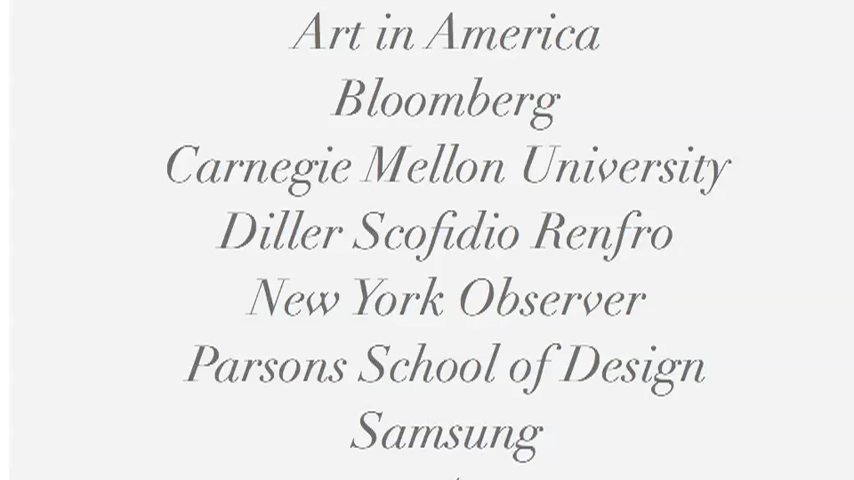 Art in America
Bloomberg
Carnegie Mellon University
Diller Scofidio Renfro
New York Observer
Parsons School of Design
Samsung